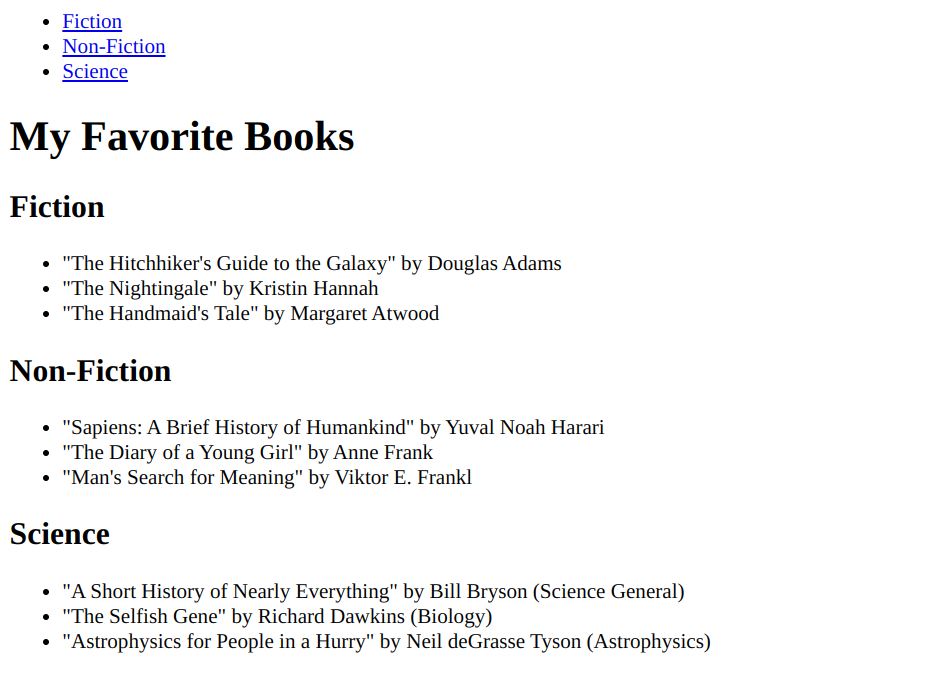 Fiction
Non-Fiction
Science
My Favorite Books
Fiction
"The Hitchhiker's Guide to the Galaxy" by Douglas Adams
"The Nightingale" by Kristin Hannah
"The Handmaid's Tale" by Margaret Atwood
Non-Fiction
"Sapiens: A Brief History of Humankind" by Yuval Noah Harari
"The Diary of a Young Girl" by Anne Frank
"Man's Search for Meaning" by Viktor E. Frankl
Science
"A Short History of Nearly Everything" by Bill Bryson (Science General)
"The Selfish Gene" by Richard Dawkins (Biology)
"Astrophysics for People in a Hurry" by Neil deGrasse Tyson (Astrophysics)